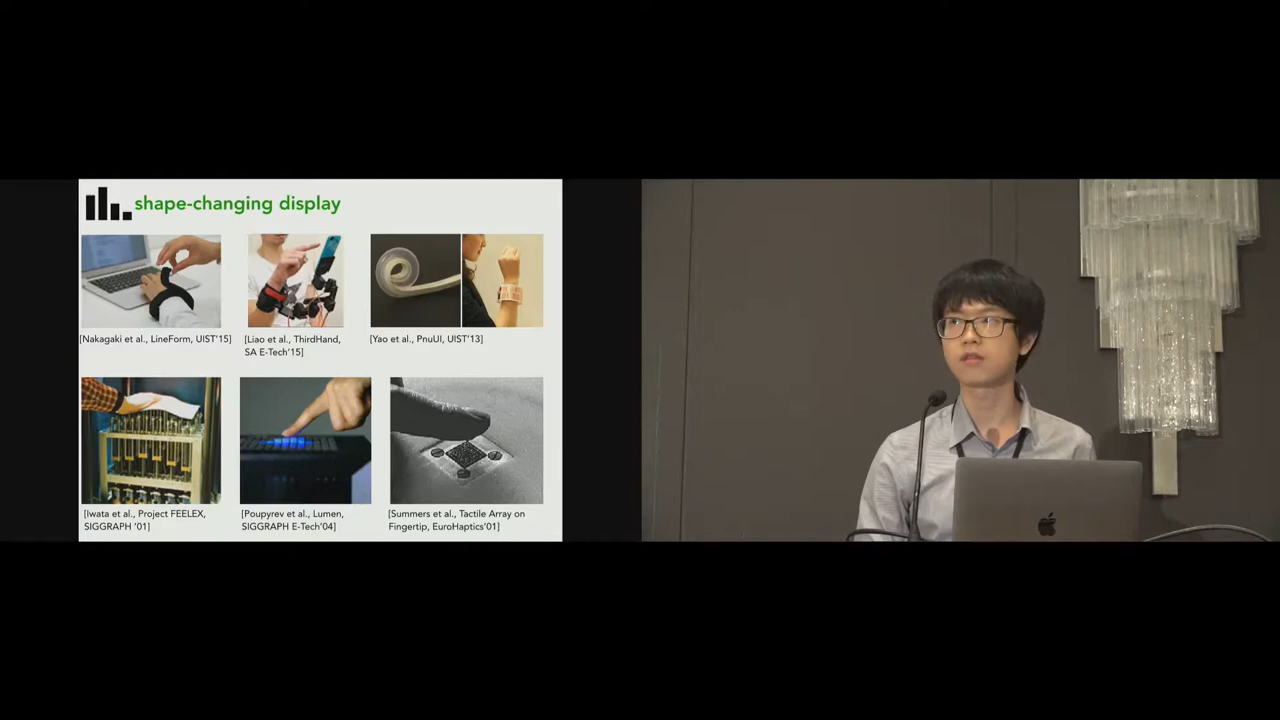 shape-changing display
[Nakagaki et al., LineForm, UIST'15]
[Liao et al., ThirdHand,
SA E-Tech'15]
[Yao et al., PnuUI, UIST'13]
[Iwata et al., Project FEELEX,
SIGGRAPH '01]
[Poupyrev et al., Lumen,
SIGGRAPH E-Tech'04]
[Summers et al., Tactile Array on
Fingertip, EuroHaptics'01]